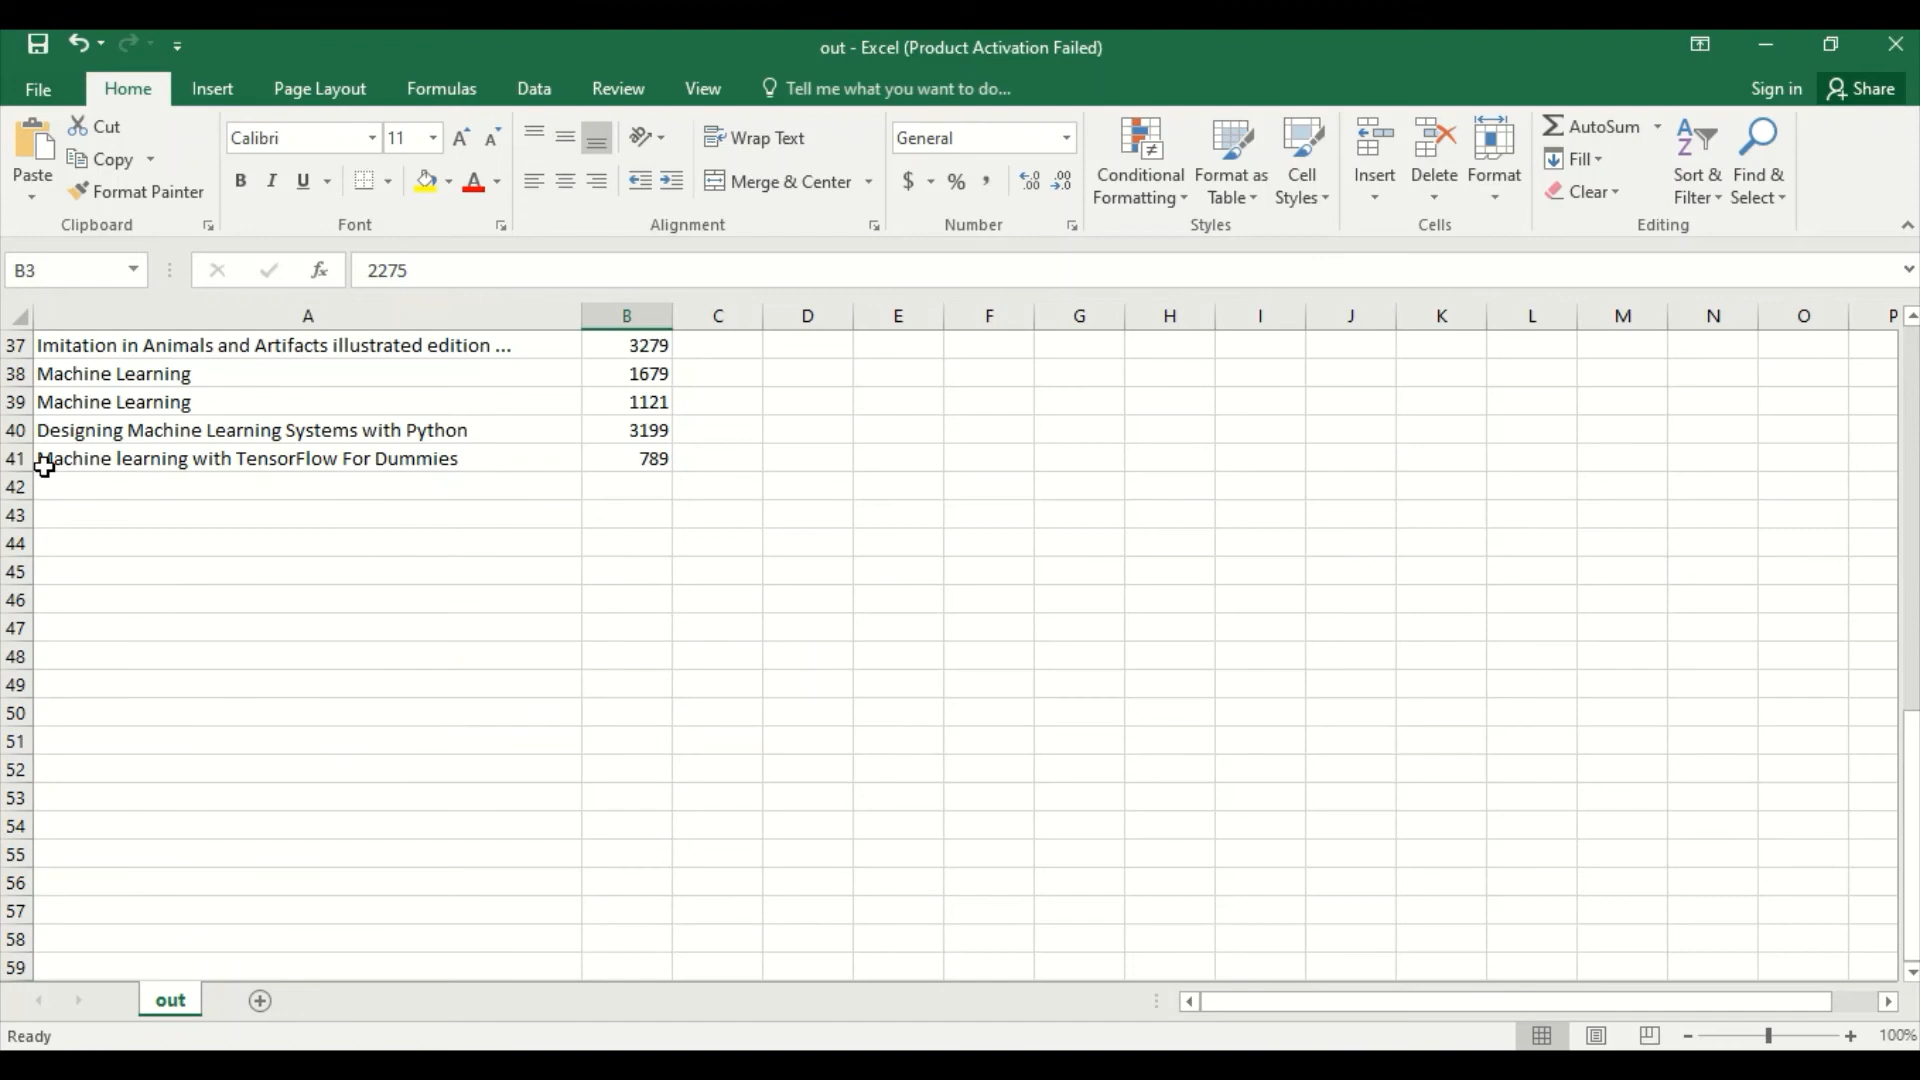 out - Excel (Product Activation Failed)
File Home Insert Page Layout Formulas Data Review View Tell me what you want to do... Sign in Share
Paste
Cut
Copy
Format Painter
Clipboard
Calibri 11
B I U
Font
Wrap Text
Merge & Center
Alignment
General
$ % ,
Number
Conditional
Formatting
Format as
Table
Cell
Styles
Styles
Insert
Delete
Format
Cells
AutoSum
Fill
Clear
Sort &
Filter
Find &
Select
Editing
B3 fx 2275
A B C D E F G H I J K L M N O P
37 Imitation in Animals and Artifacts illustrated edition ... 3279
38 Machine Learning 1679
39 Machine Learning 1121
40 Designing Machine Learning Systems with Python 3199
41 Machine learning with TensorFlow For Dummies 789
42
43
44
45
46
47
48
49
50
51
52
53
54
55
56
57
58
59
out
Ready 100%